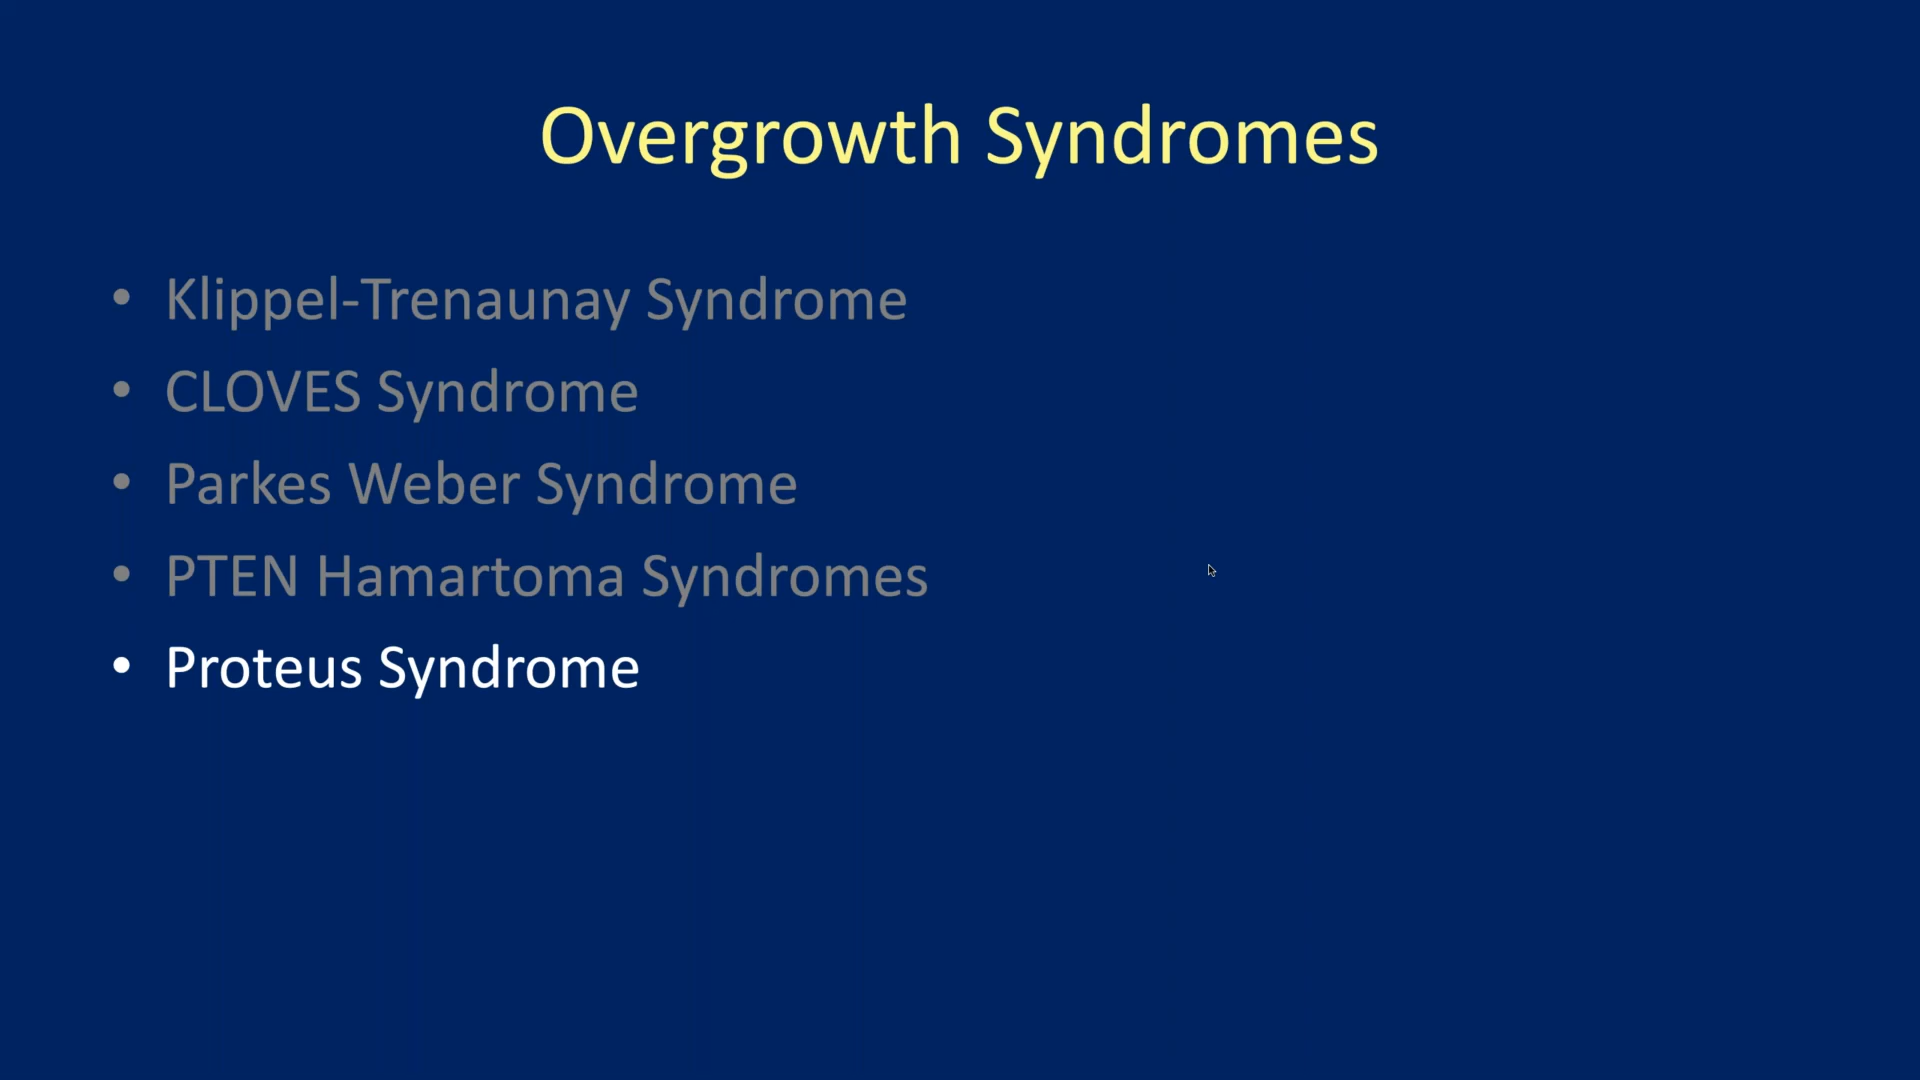 Overgrowth Syndromes
• Klippel-Trenaunay Syndrome
• CLOVES Syndrome
• Parkes Weber Syndrome
• PTEN Hamartoma Syndromes
• Proteus Syndrome